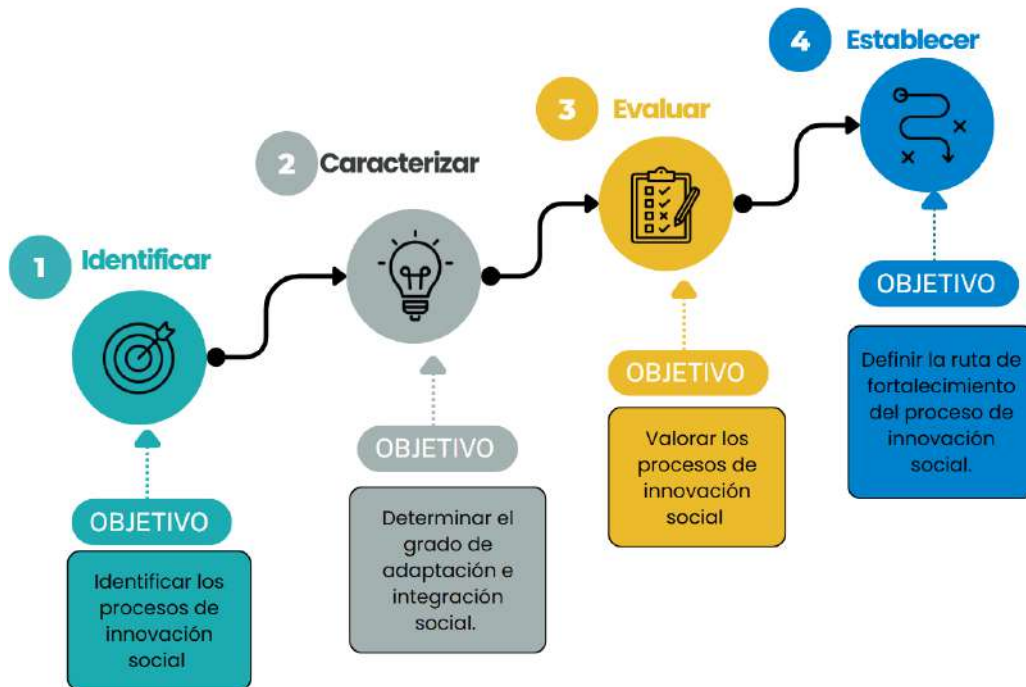 1 Identificar
OBJETIVO
Identificar los
procesos de
innovación
social
2 Caracterizar
OBJETIVO
Determinar el
grado de
adaptación e
integración
social.
3 Evaluar
OBJETIVO
Valorar los
procesos de
innovación
social
4 Establecer
OBJETIVO
Definir la ruta de
fortalecimiento
del proceso de
innovación
social.